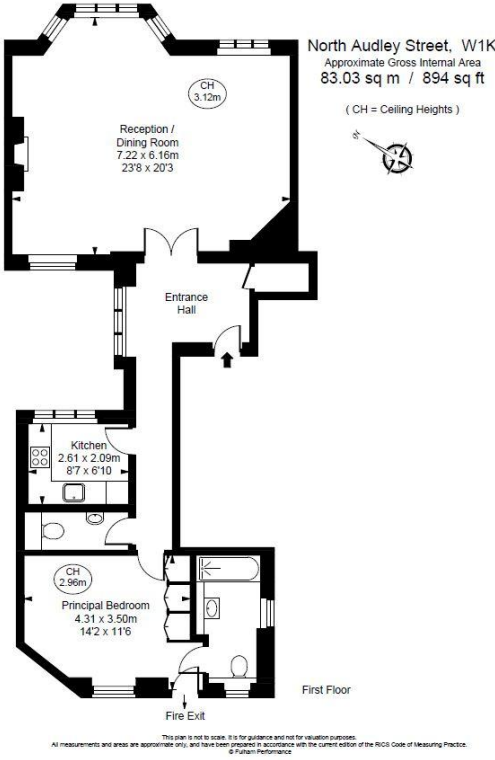 North Audley Street, W1K
Approximate Gross Internal Area
83.03 sq m / 894 sq ft
( CH = Ceiling Heights )
CH
3.12m
Reception /
Dining Room
7.22 x 6.16m
23'8 x 20'3
Entrance
Hall
Kitchen
2.61 x 2.09m
8'7 x 6'10
CH
2.96m
Principal Bedroom
4.31 x 3.50m
14'2 x 11'6
Fire Exit
First Floor
This plan is not to scale. It is for guidance and not for valuation purposes.
All measurements and areas are approximate only, and have been prepared in accordance with the current edition of the RICS Code of Measuring Practice.
© Fulham Performance